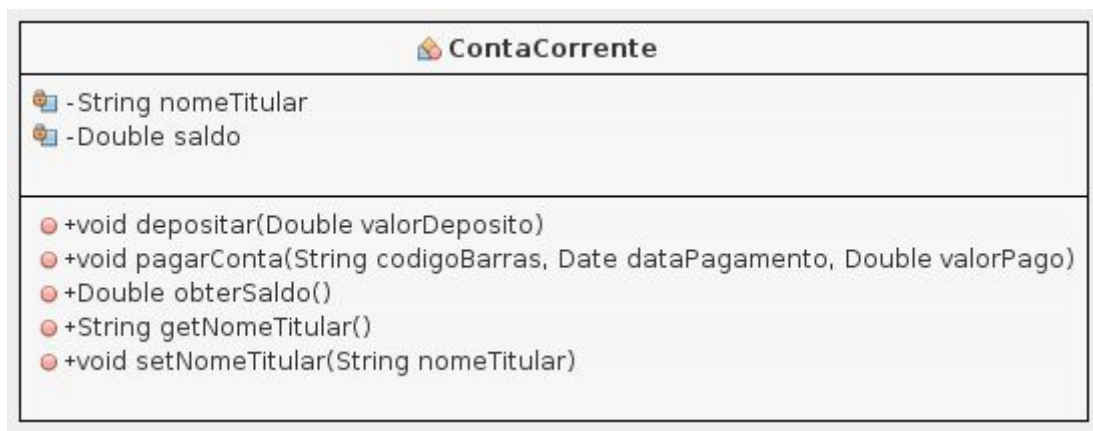 ContaCorrente
-String nomeTitular
-Double saldo
+void depositar(Double valorDeposito)
+void pagarConta(String codigoBarras, Date dataPagamento, Double valorPago)
+Double obterSaldo()
+String getNomeTitular()
+void setNomeTitular(String nomeTitular)